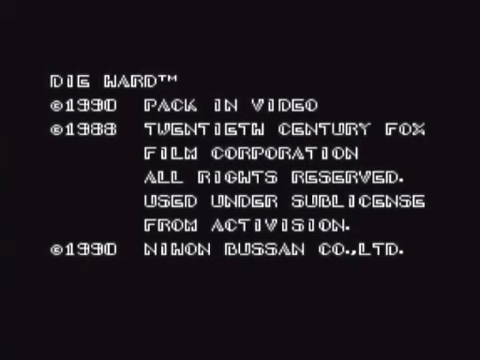 DIE HARD™
©1990 PACK IN VIDEO
©1988 TWENTIETH CENTURY FOX
FILM CORPORATION
ALL RIGHTS RESERVED.
USED UNDER SUBLICENSE
FROM ACTIVISION.
©1990 NIHON BUSSAN CO.,LTD.